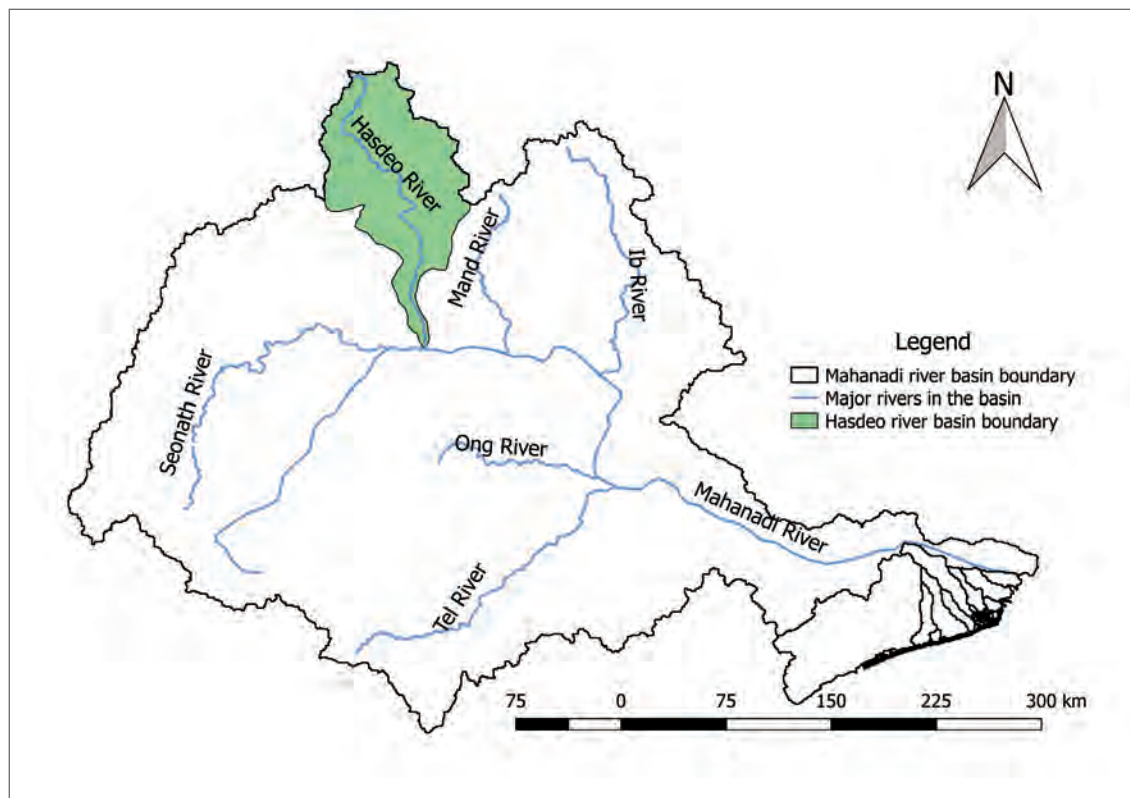 N
Hasdeo River
Mand River
Ib River
Legend
Mahanadi river basin boundary
Major rivers in the basin
Hasdeo river basin boundary
Seonath River
Ong River
Mahanadi River
Tel River
75 0 75 150 225 300 km